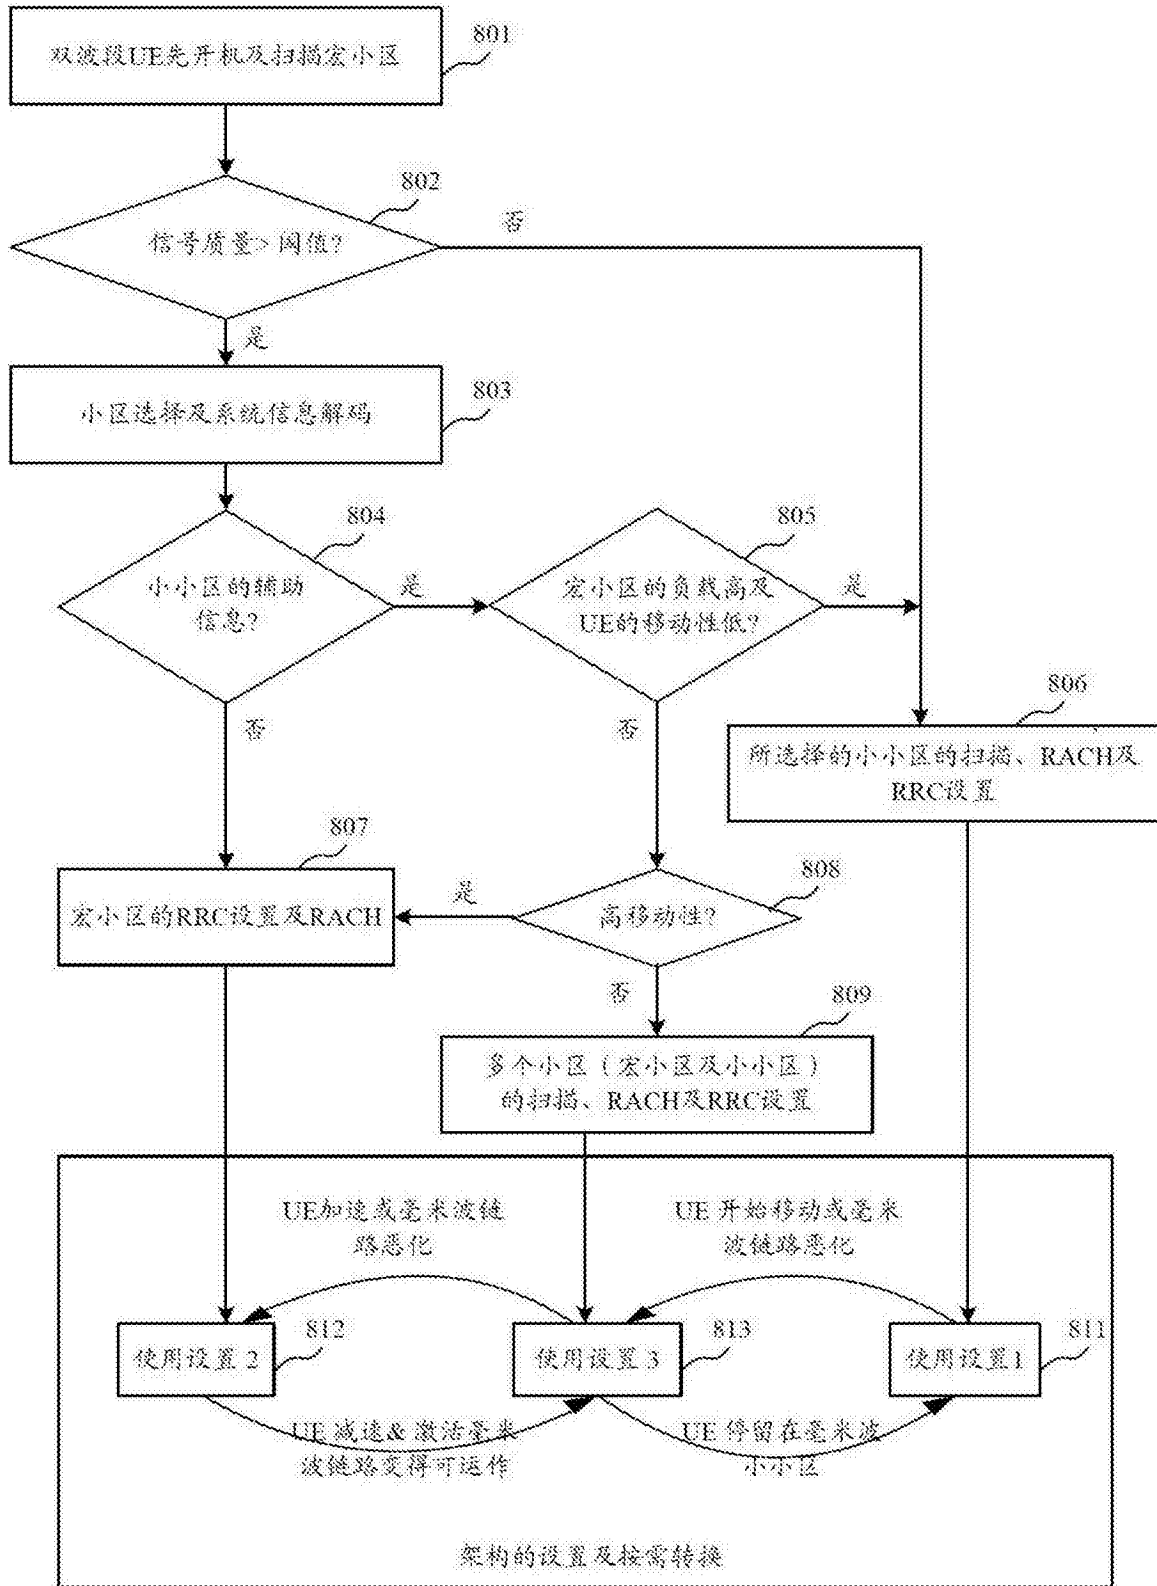 双波段UE先开机及扫描宏小区
801
802
信号质量> 阈值?
否
是
小区选择及系统信息解码
803
804
小小区的辅助
信息?
是
805
宏小区的负载高及
UE的移动性低?
是
否
否
806
所选择的小小区的扫描、RACH及
RRC设置
807
宏小区的RRC设置及RACH
是
808
高移动性?
否
809
多个小区（宏小区及小小区）
的扫描、RACH及RRC设置
UE加速或毫米波链
路恶化
UE 开始移动或毫米
波链路恶化
812
使用设置 2
813
使用设置 3
811
使用设置1
UE 减速& 激活毫米
波链路变得可运作
UE 停留在毫米波
小小区
架构的设置及按需转换